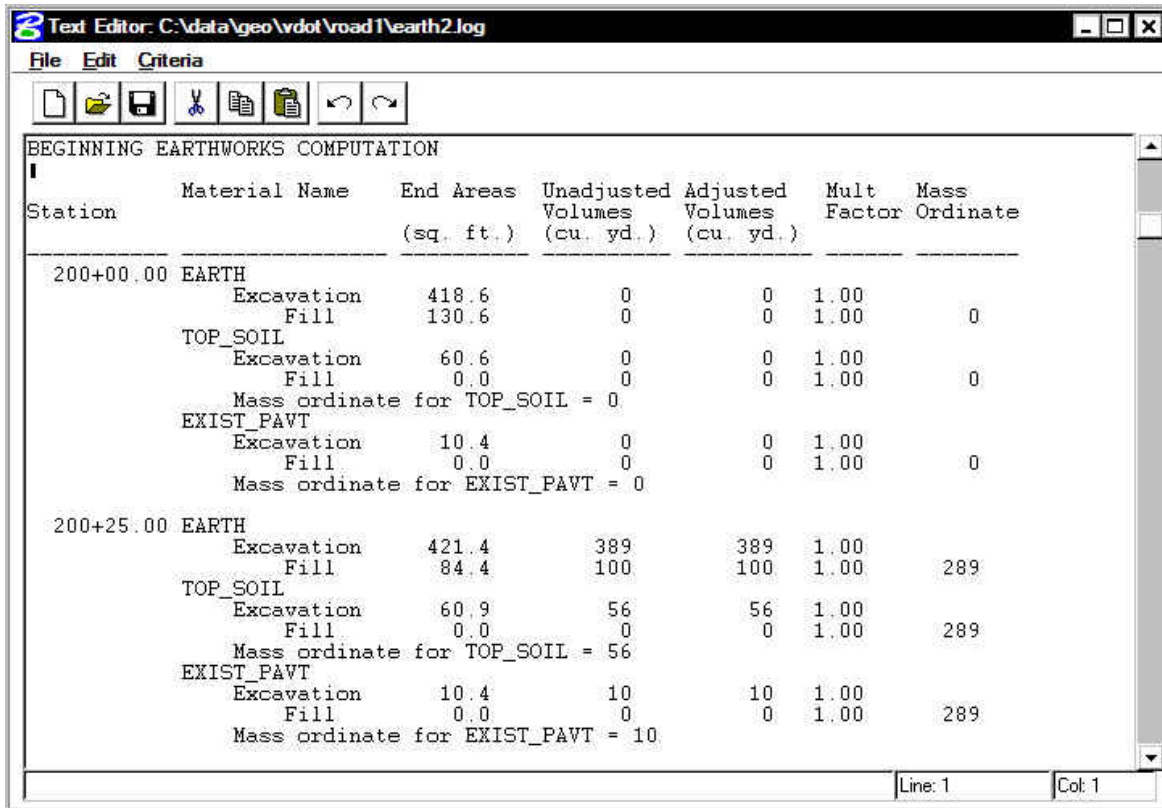 Text Editor: C:\data\geo\vdot\road1\earth2.log
File Edit Criteria
BEGINNING EARTHWORKS COMPUTATION
Material Name End Areas Unadjusted Adjusted Mult Mass
Station Volumes Volumes Factor Ordinate
(sq. ft.) (cu. yd.) (cu. yd.)
200+00.00 EARTH
Excavation 418.6 0 0 1.00
Fill 130.6 0 0 1.00 0
TOP_SOIL
Excavation 60.6 0 0 1.00
Fill 0.0 0 0 1.00 0
Mass ordinate for TOP_SOIL = 0
EXIST_PAVT
Excavation 10.4 0 0 1.00
Fill 0.0 0 0 1.00 0
Mass ordinate for EXIST_PAVT = 0
200+25.00 EARTH
Excavation 421.4 389 389 1.00
Fill 84.4 100 100 1.00 289
TOP_SOIL
Excavation 60.9 56 56 1.00
Fill 0.0 0 0 1.00 289
Mass ordinate for TOP_SOIL = 56
EXIST_PAVT
Excavation 10.4 10 10 1.00
Fill 0.0 0 0 1.00 289
Mass ordinate for EXIST_PAVT = 10
Line: 1 Col: 1